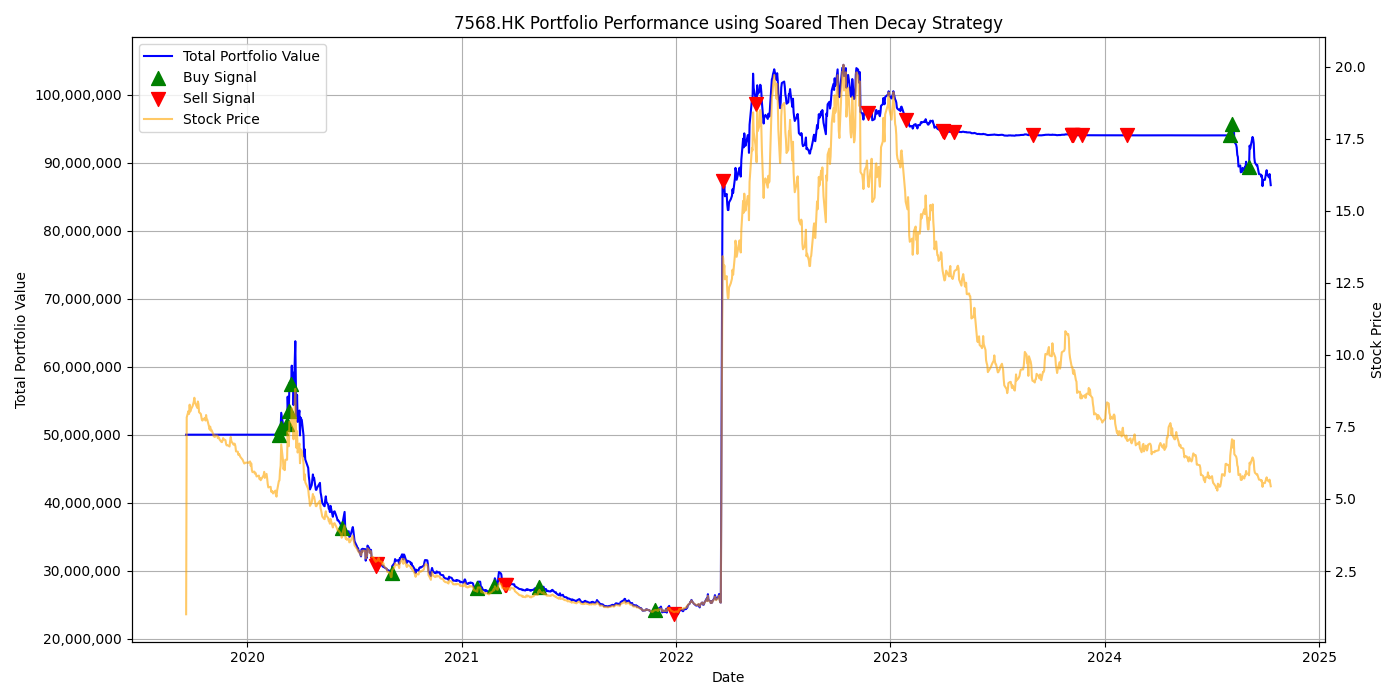 7568.HK Portfolio Performance using Soared Then Decay Strategy
Total Portfolio Value
Buy Signal
Sell Signal
Stock Price
Total Portfolio Value
100,000,000
90,000,000
80,000,000
70,000,000
60,000,000
50,000,000
40,000,000
30,000,000
20,000,000
20.0
17.5
15.0
12.5
10.0
7.5
5.0
2.5
Stock Price
2020
2021
2022
2023
2024
2025
Date